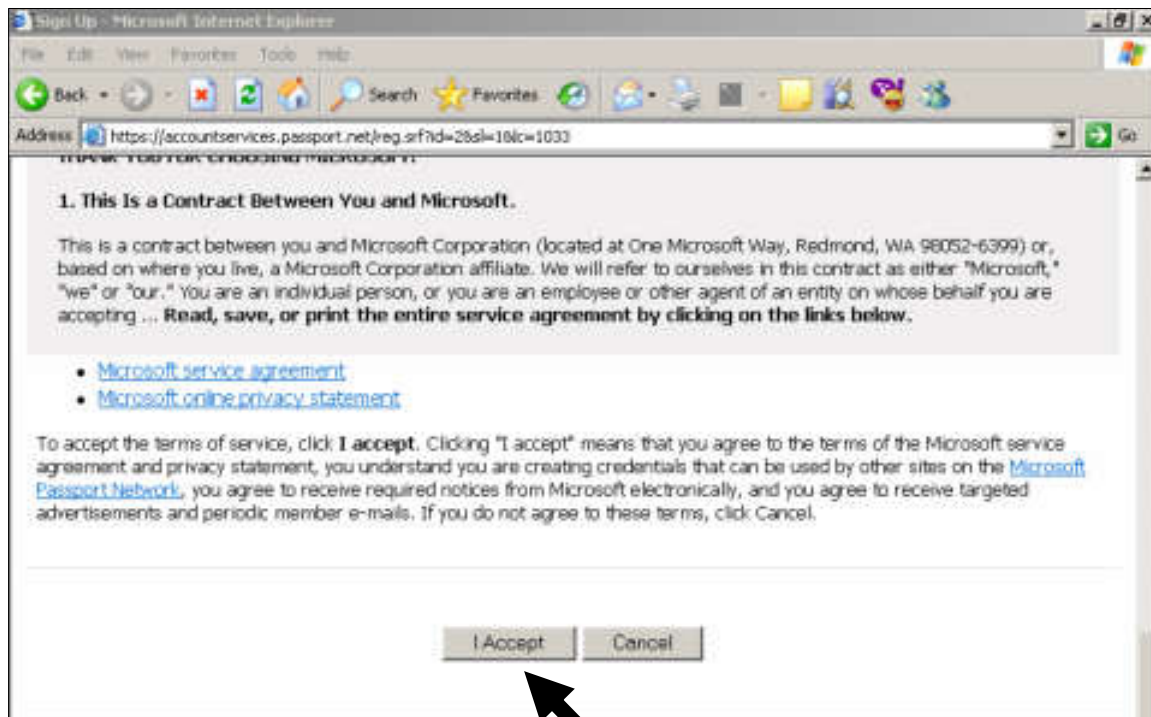 Sign Up - Microsoft Internet Explorer
File Edit View Favorites Tools Help
Back Search Favorites
Address https://accountservices.passport.net/reg.srf?id=2&sl=1&lc=1033 Go
THANK YOU FOR CHOOSING MICROSOFT!
1. This Is a Contract Between You and Microsoft.
This is a contract between you and Microsoft Corporation (located at One Microsoft Way, Redmond, WA 98052-6399) or,
based on where you live, a Microsoft Corporation affiliate. We will refer to ourselves in this contract as either "Microsoft,"
"we" or "our." You are an individual person, or you are an employee or other agent of an entity on whose behalf you are
accepting ... Read, save, or print the entire service agreement by clicking on the links below.
• Microsoft service agreement
• Microsoft online privacy statement
To accept the terms of service, click I accept. Clicking "I accept" means that you agree to the terms of the Microsoft service
agreement and privacy statement, you understand you are creating credentials that can be used by other sites on the Microsoft
Passport Network, you agree to receive required notices from Microsoft electronically, and you agree to receive targeted
advertisements and periodic member e-mails. If you do not agree to these terms, click Cancel.
I Accept Cancel